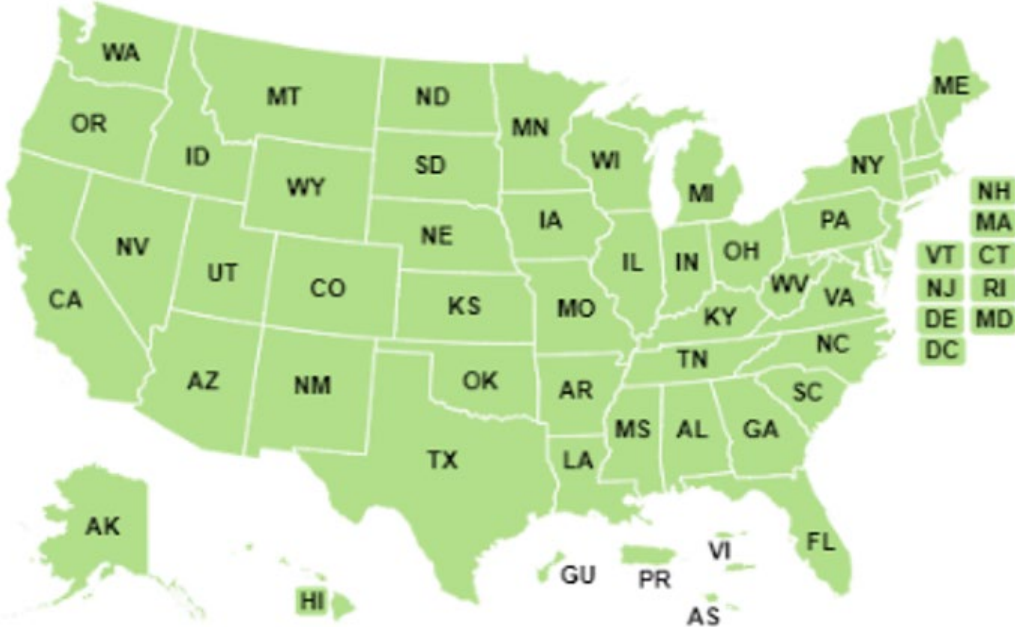 WA
MT
ND
ME
OR
MN
ID
WI
NY
SD
WY
MI
NH
IA
PA
MA
NV
NE
OH
VT CT
UT
IL
IN
CO
WV
VA
NJ RI
CA
KS
MO
KY
DE MD
NC
DC
TN
AZ
NM
OK
AR
SC
MS
AL
GA
TX
LA
AK
FL
VI
GU
PR
HI
AS